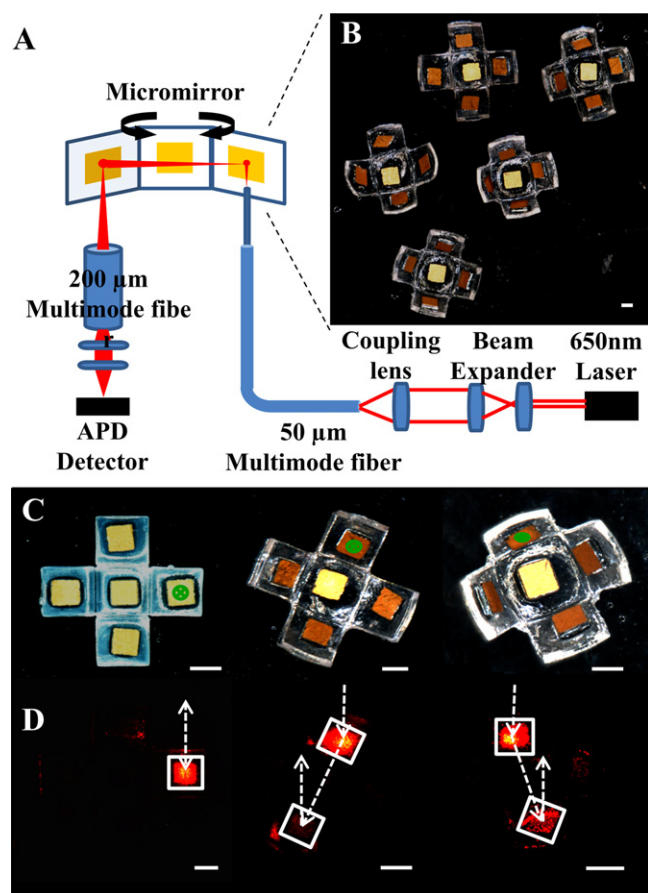 A
B
Micromirror
200 µm
Multimode fibe
r
APD
Detector
50 µm
Multimode fiber
Coupling
lens
Beam
Expander
650nm
Laser
C
D